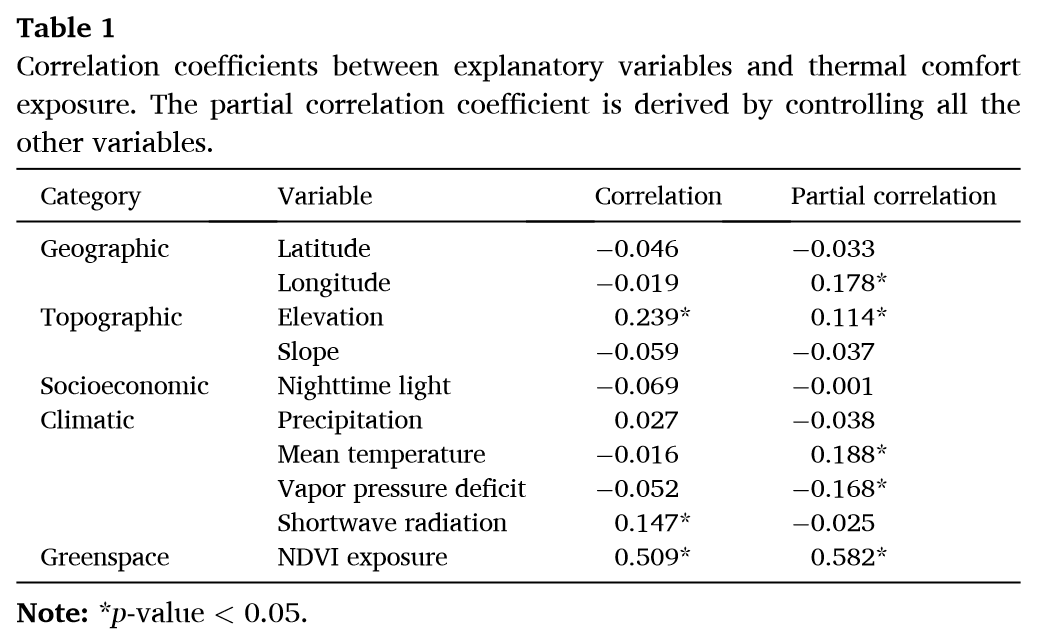 Table 1
Correlation coefficients between explanatory variables and thermal comfort
exposure. The partial correlation coefficient is derived by controlling all the
other variables.
Category Variable Correlation Partial correlation
Geographic Latitude −0.046 −0.033
Longitude −0.019 0.178*
Topographic Elevation 0.239* 0.114*
Slope −0.059 −0.037
Socioeconomic Nighttime light −0.069 −0.001
Climatic Precipitation 0.027 −0.038
Mean temperature −0.016 0.188*
Vapor pressure deficit −0.052 −0.168*
Shortwave radiation 0.147* −0.025
Greenspace NDVI exposure 0.509* 0.582*
Note: *p-value < 0.05.